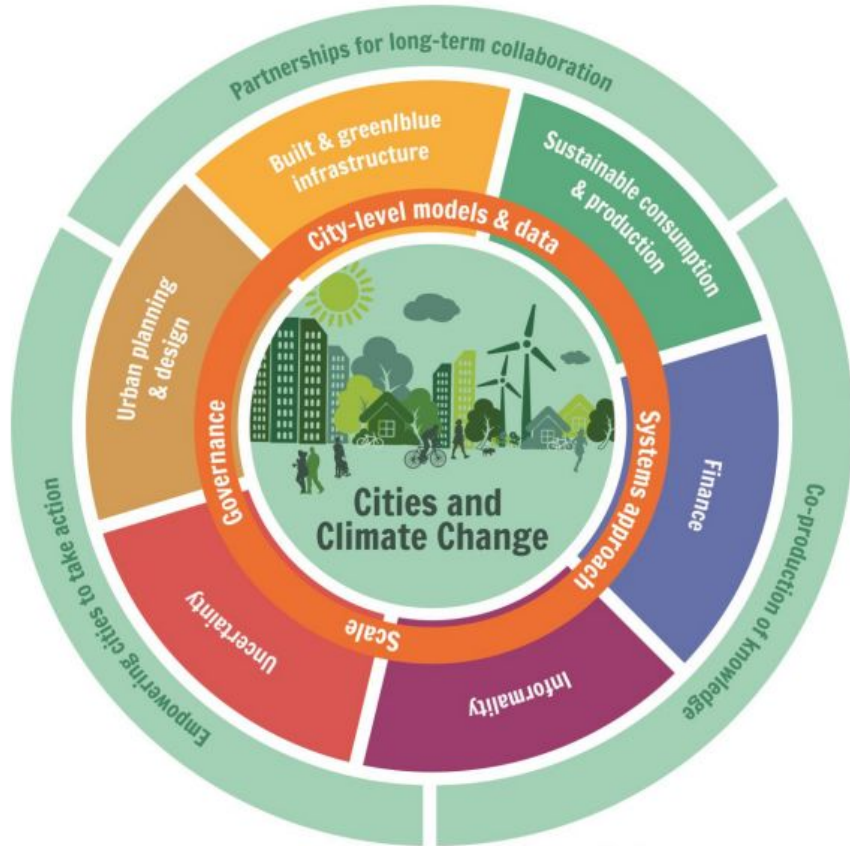 Partnerships for long-term collaboration
Built & green/blue
infrastructure
Sustainable consumption
& production
Urban planning
& design
City-level models & data
Governance
Systems approach
Finance
Cities and
Climate Change
Scale
Uncertainty
Informality
Empowering cities to take action
Co-production of knowledge